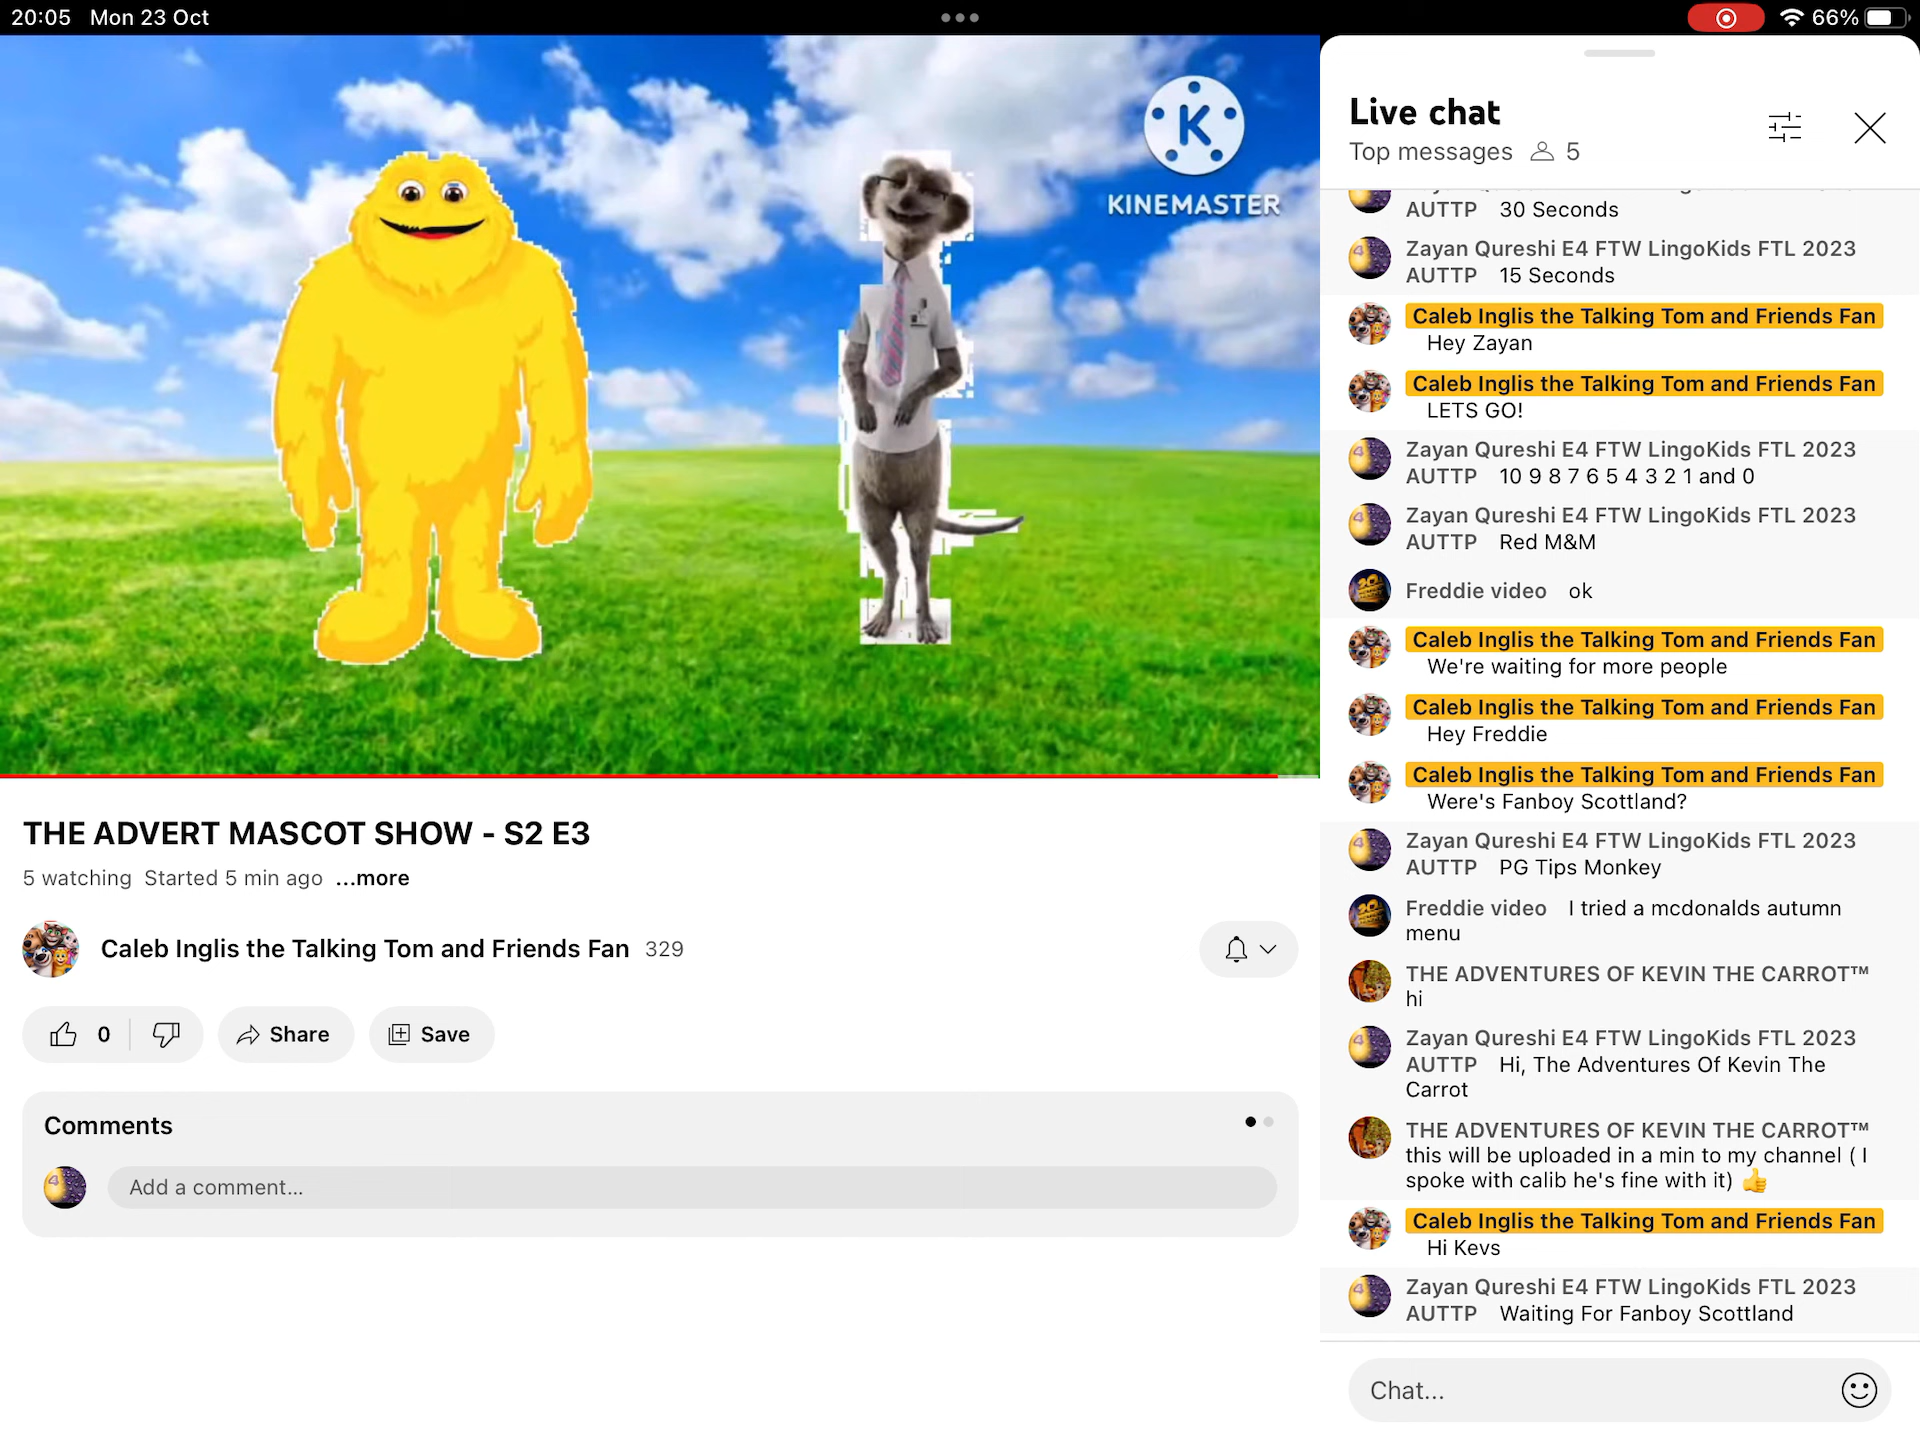 20:05 Mon 23 Oct
66%
K
KINEMASTER
THE ADVERT MASCOT SHOW - S2 E3
5 watching Started 5 min ago ...more
Caleb Inglis the Talking Tom and Friends Fan 329
0
Share
Save
Comments
Add a comment...
Live chat
Top messages 5
AUTTP 30 Seconds
Zayan Qureshi E4 FTW LingoKids FTL 2023
AUTTP 15 Seconds
Caleb Inglis the Talking Tom and Friends Fan
Hey Zayan
Caleb Inglis the Talking Tom and Friends Fan
LETS GO!
Zayan Qureshi E4 FTW LingoKids FTL 2023
AUTTP 10 9 8 7 6 5 4 3 2 1 and 0
Zayan Qureshi E4 FTW LingoKids FTL 2023
AUTTP Red M&M
Freddie video ok
Caleb Inglis the Talking Tom and Friends Fan
We're waiting for more people
Caleb Inglis the Talking Tom and Friends Fan
Hey Freddie
Caleb Inglis the Talking Tom and Friends Fan
Were's Fanboy Scottland?
Zayan Qureshi E4 FTW LingoKids FTL 2023
AUTTP PG Tips Monkey
Freddie video I tried a mcdonalds autumn
menu
THE ADVENTURES OF KEVIN THE CARROT™
hi
Zayan Qureshi E4 FTW LingoKids FTL 2023
AUTTP Hi, The Adventures Of Kevin The
Carrot
THE ADVENTURES OF KEVIN THE CARROT™
this will be uploaded in a min to my channel ( I
spoke with calib he's fine with it) 👍
Caleb Inglis the Talking Tom and Friends Fan
Hi Kevs
Zayan Qureshi E4 FTW LingoKids FTL 2023
AUTTP Waiting For Fanboy Scottland
Chat...